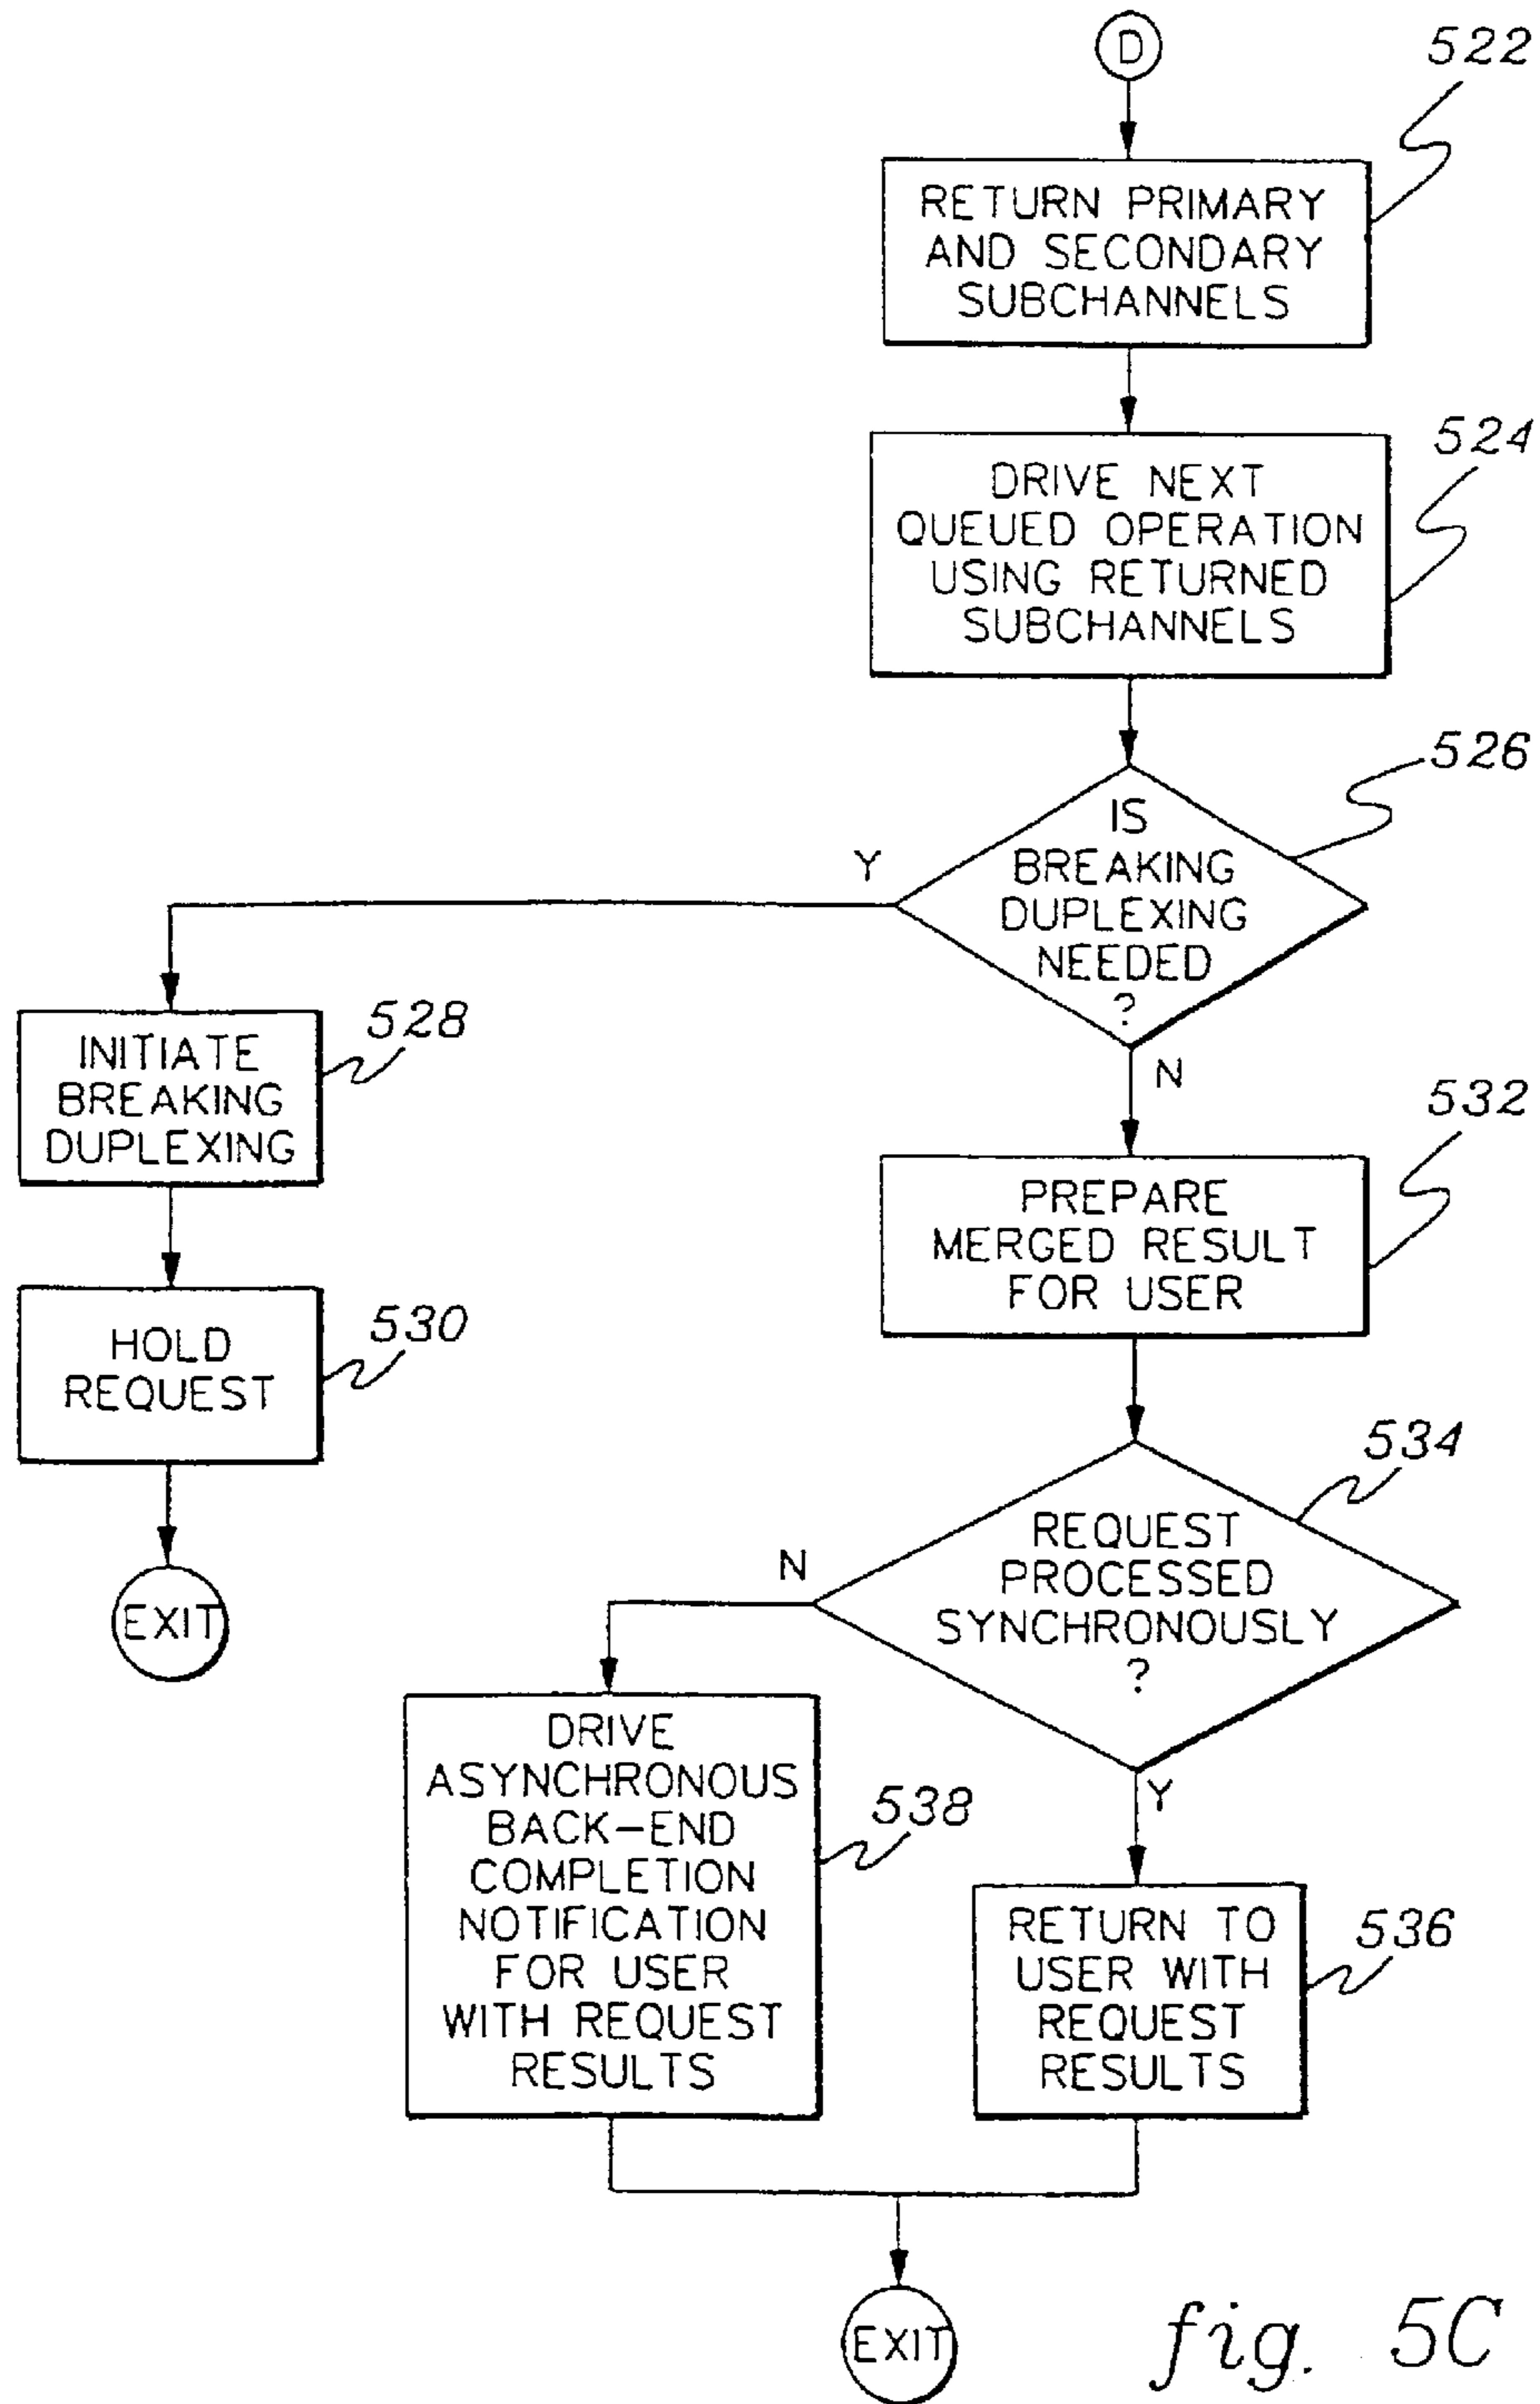 D
522
RETURN PRIMARY
AND SECONDARY
SUBCHANNELS
524
DRIVE NEXT
QUEUED OPERATION
USING RETURNED
SUBCHANNELS
526
IS
BREAKING
DUPLEXING
NEEDED
?
Y
N
528
INITIATE
BREAKING
DUPLEXING
530
HOLD
REQUEST
EXIT
532
PREPARE
MERGED RESULT
FOR USER
534
REQUEST
PROCESSED
SYNCHRONOUSLY
?
N
Y
538
DRIVE
ASYNCHRONOUS
BACK-END
COMPLETION
NOTIFICATION
FOR USER
WITH REQUEST
RESULTS
536
RETURN TO
USER WITH
REQUEST
RESULTS
EXIT
fig. 5C